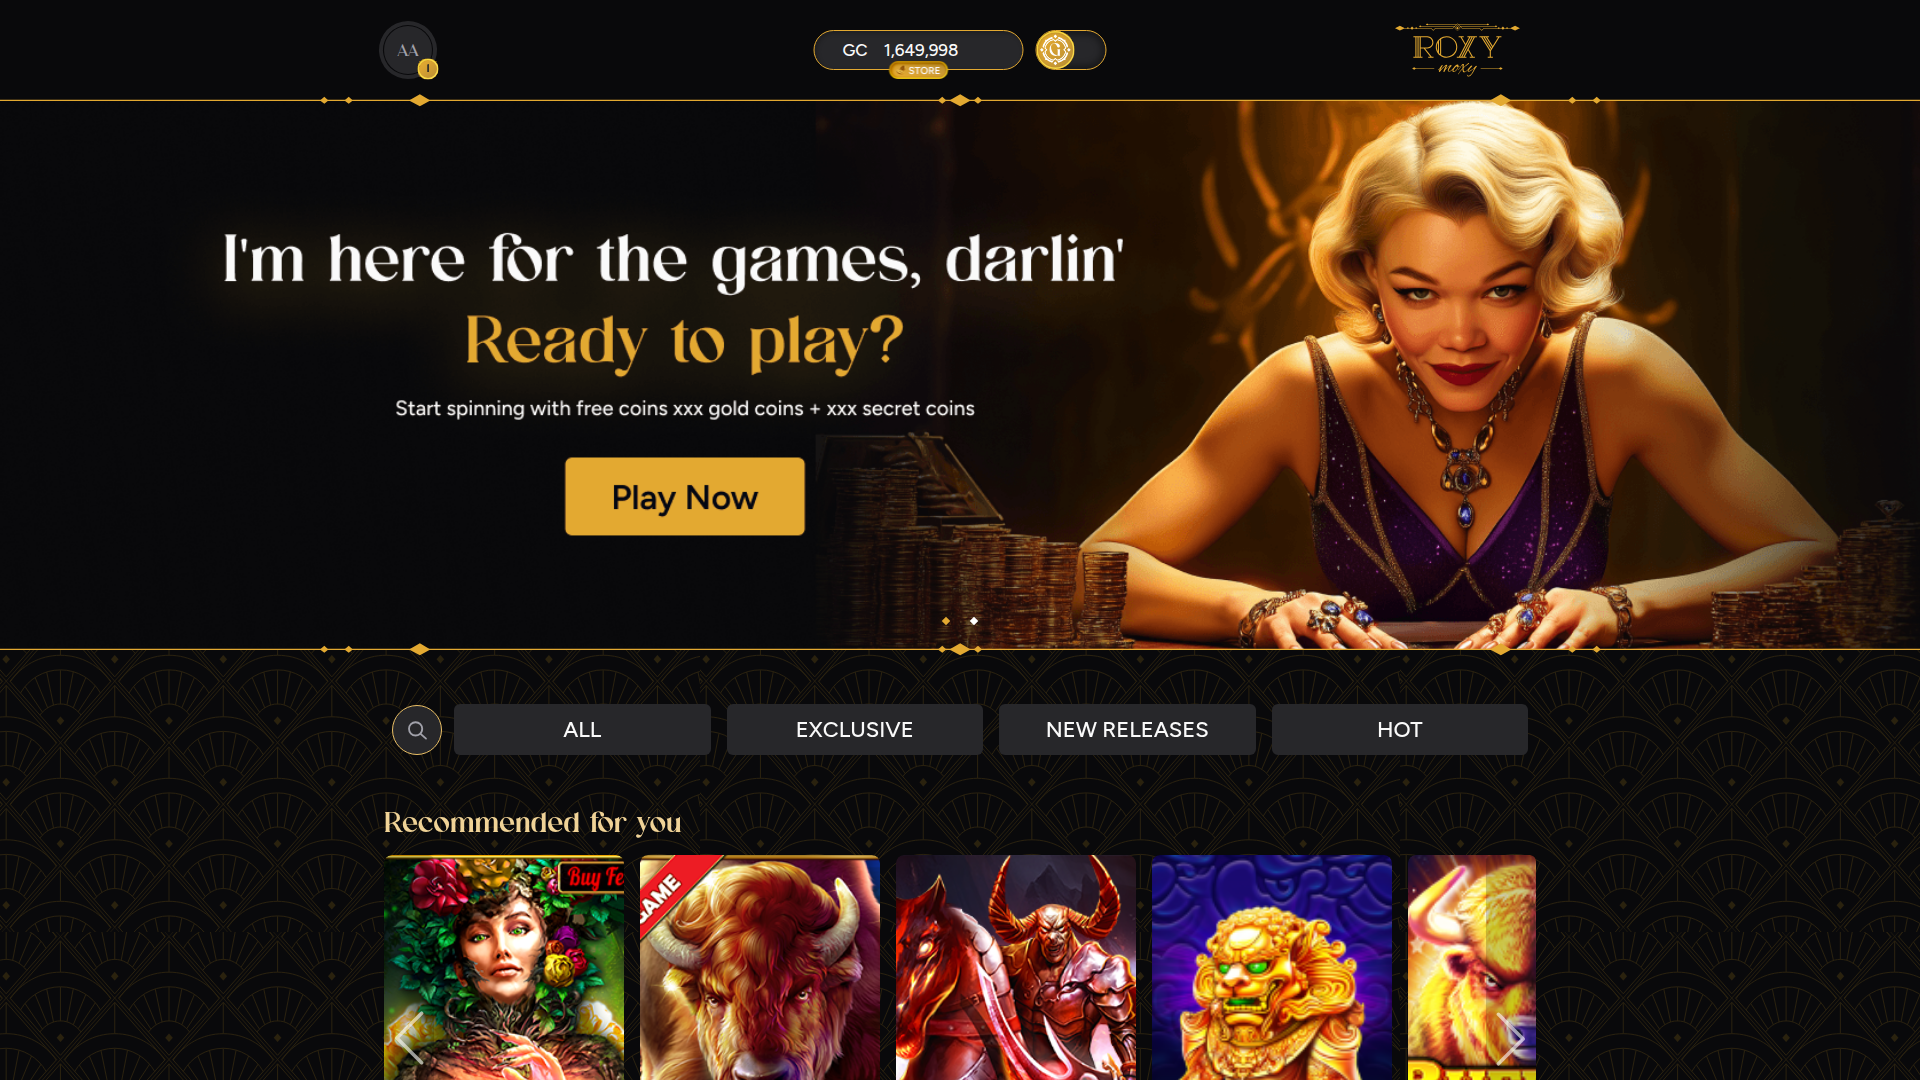 AA
I
GC 1,649,998
STORE
G
ROXY
moxy
I'm here for the games, darlin'
Ready to play?
Start spinning with free coins xxx gold coins + xxx secret coins
Play Now
ALL
EXCLUSIVE
NEW RELEASES
HOT
Recommended for you
Buy Fe
GAME